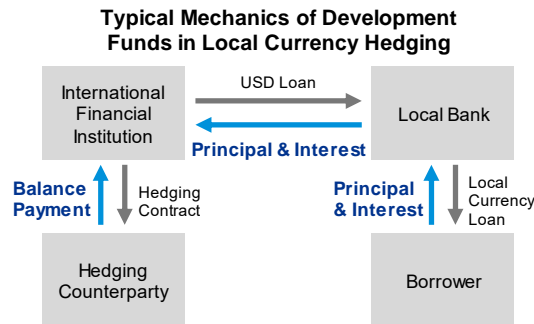 Typical Mechanics of Development
Funds in Local Currency Hedging
International
Financial
Institution
USD Loan
Principal & Interest
Local Bank
Balance
Payment
Hedging
Contract
Principal
& Interest
Local
Currency
Loan
Hedging
Counterparty
Borrower